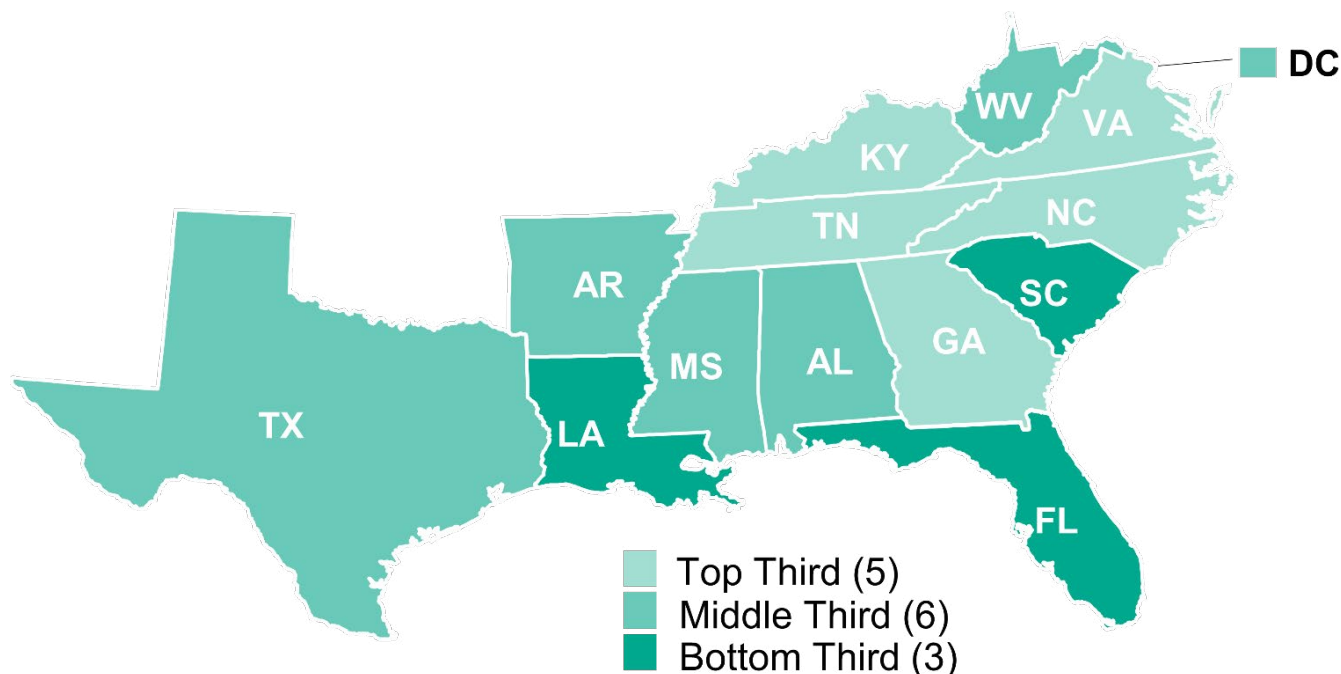 DC
WV
VA
KY
NC
TN
AR
SC
GA
MS
AL
TX
LA
FL
Top Third (5)
Middle Third (6)
Bottom Third (3)